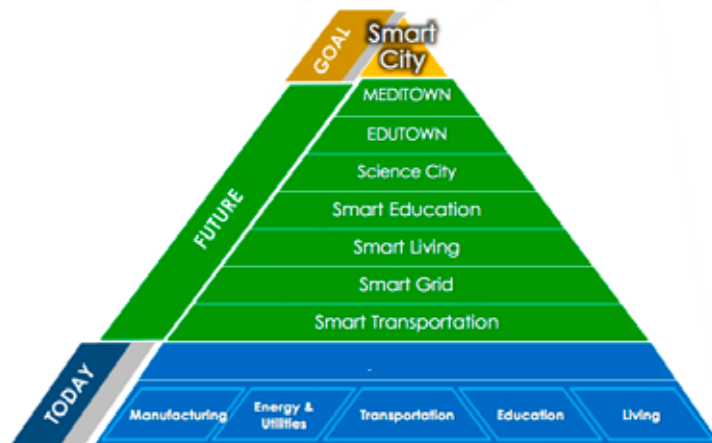 GOAL
Smart
City
FUTURE
MEDITOWN
EDUTOWN
Science City
Smart Education
Smart Living
Smart Grid
Smart Transportation
TODAY
Manufacturing
Energy &
Utilities
Transportation
Education
Living